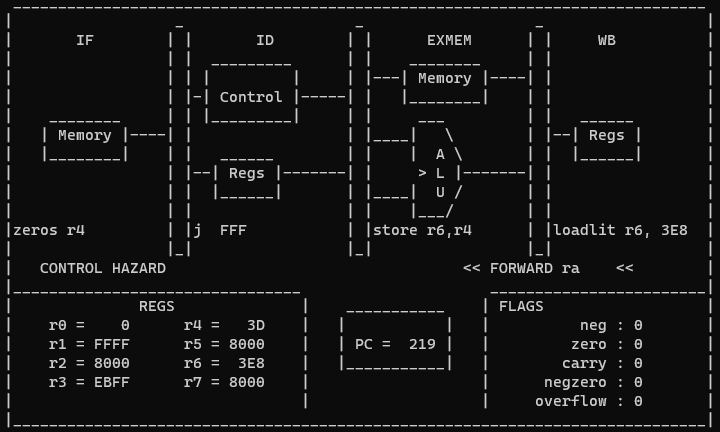 IF ID EXMEM WB
Memory
Control
Memory Regs
A
Regs > L
U
zeros r4 j FFF store r6,r4 loadlit r6, 3E8
CONTROL HAZARD << FORWARD ra <<
REGS FLAGS
r0 = 0 r4 = 3D neg : 0
r1 = FFFF r5 = 8000 PC = 219 zero : 0
r2 = 8000 r6 = 3E8 carry : 0
r3 = EBFF r7 = 8000 negzero : 0
overflow : 0